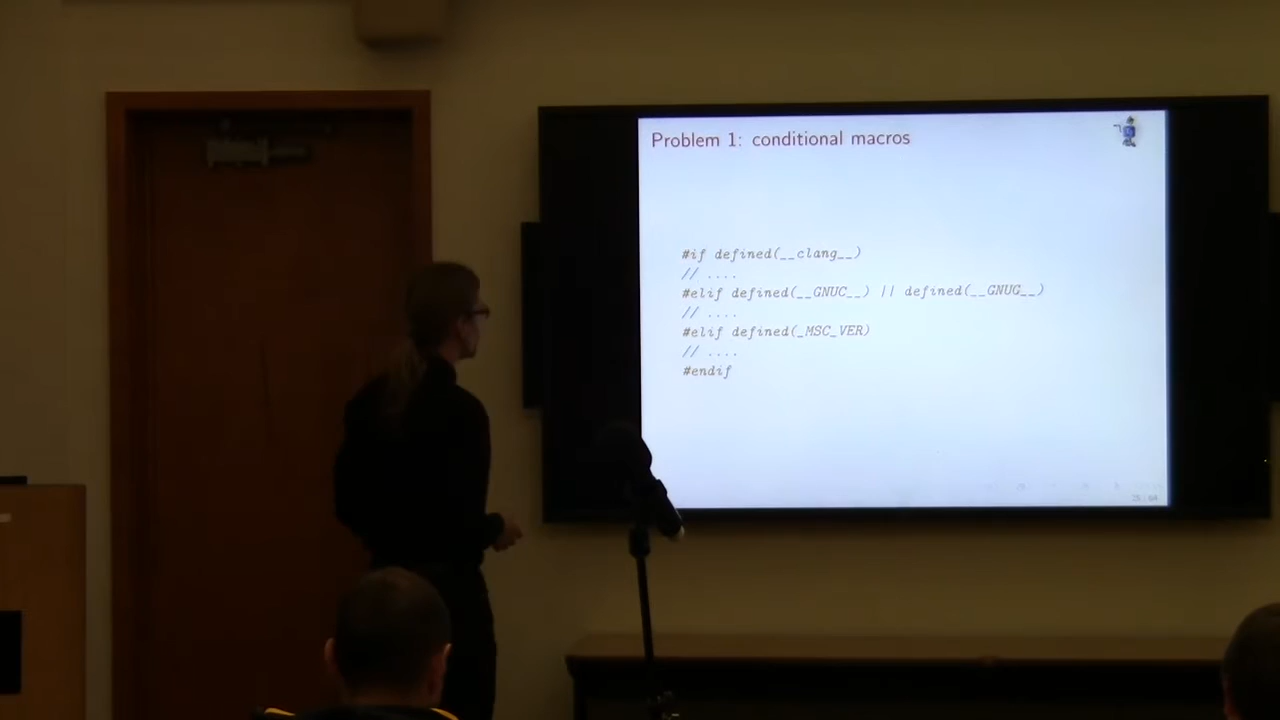 Problem 1: conditional macros
#if defined(__clang__)
// ....
#elif defined(__GNUC__) || defined(__GNUG__)
// ....
#elif defined(_MSC_VER)
// ....
#endif